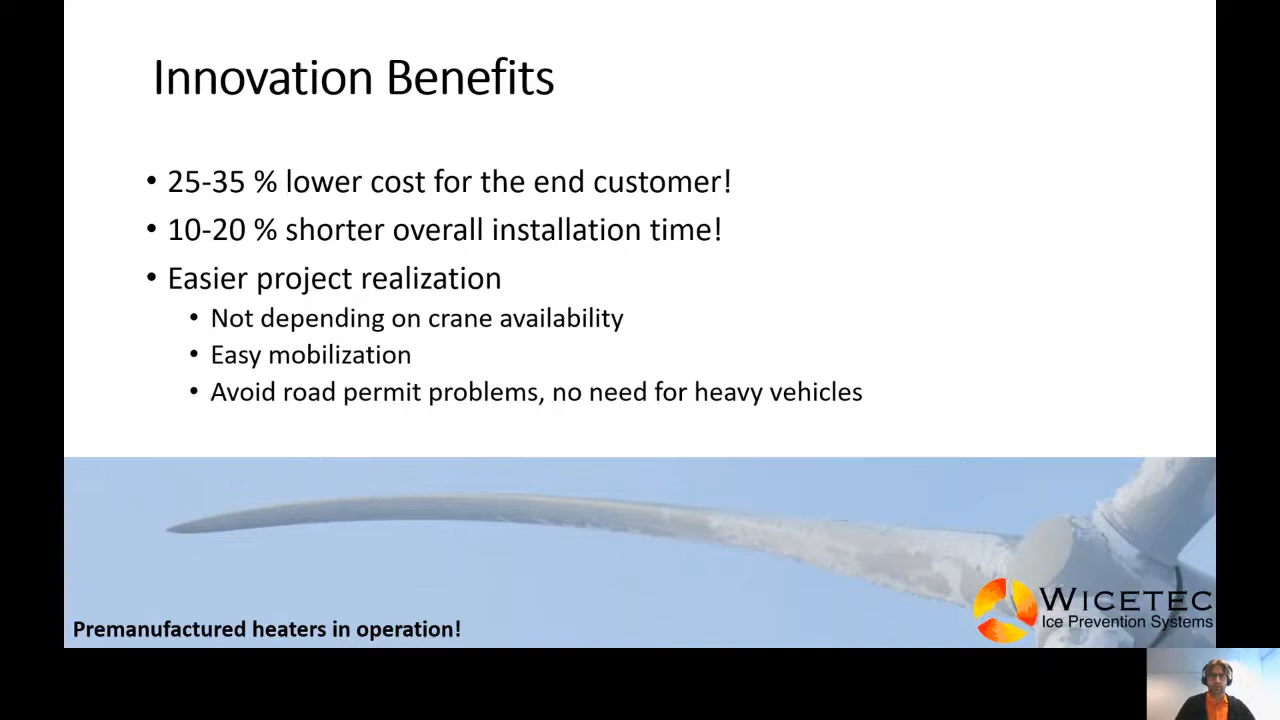 Innovation Benefits
• 25-35 % lower cost for the end customer!
• 10-20 % shorter overall installation time!
• Easier project realization
• Not depending on crane availability
• Easy mobilization
• Avoid road permit problems, no need for heavy vehicles
Premanufactured heaters in operation!
WICETEC
Ice Prevention Systems